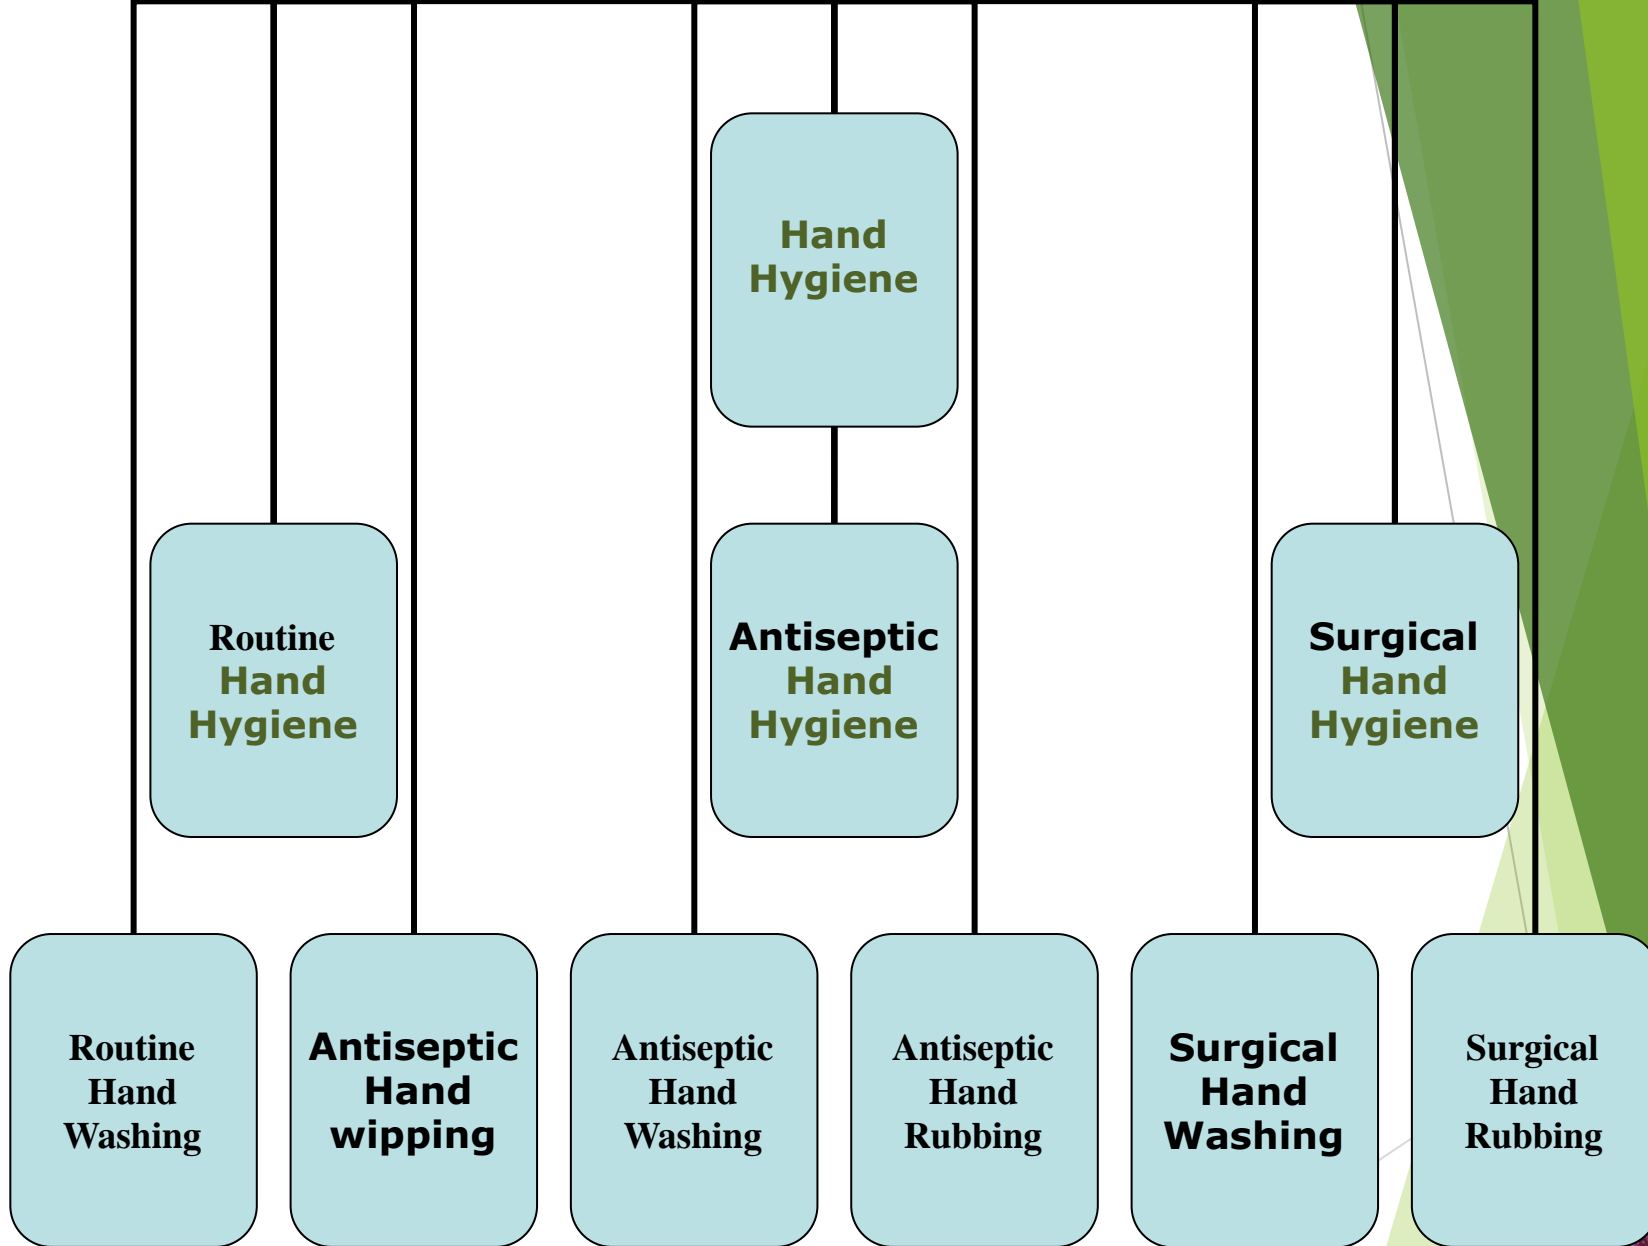 Hand
Hygiene
Routine
Hand
Hygiene
Antiseptic
Hand
Hygiene
Surgical
Hand
Hygiene
Routine
Hand
Washing
Antiseptic
Hand
wipping
Antiseptic
Hand
Washing
Antiseptic
Hand
Rubbing
Surgical
Hand
Washing
Surgical
Hand
Rubbing